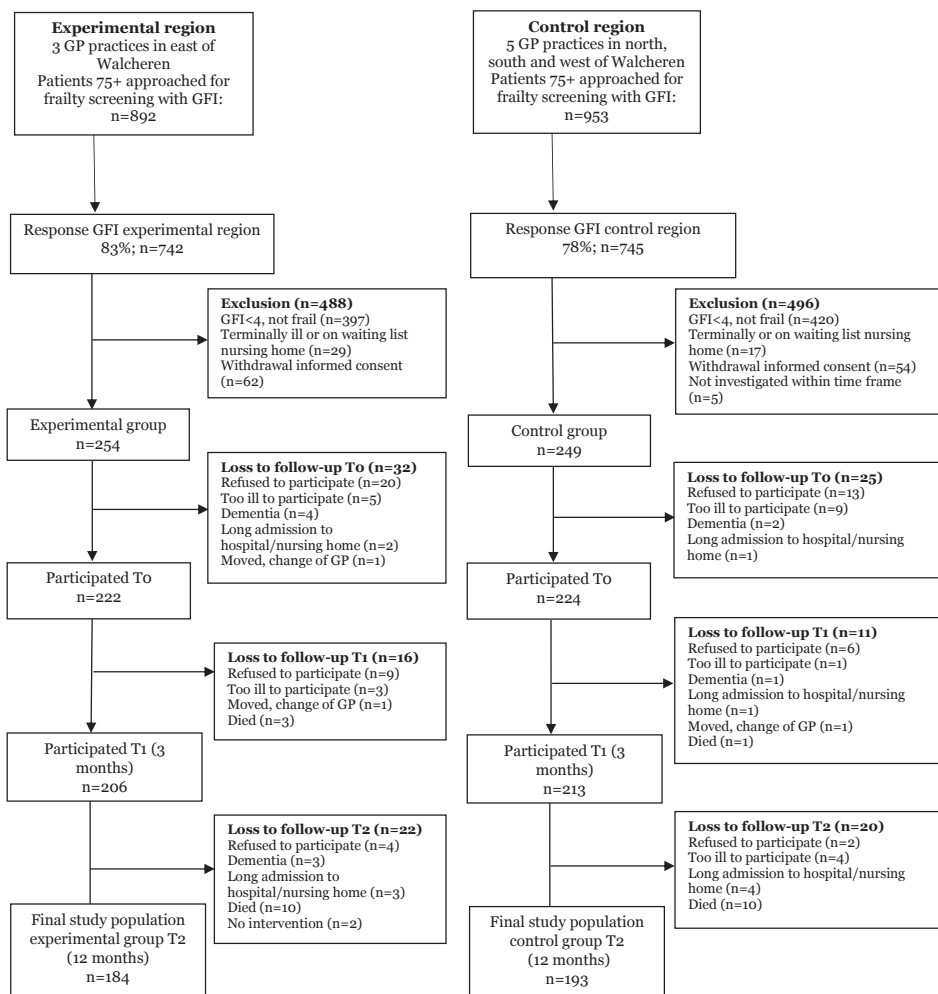 Experimental region
3 GP practices in east of
Walcheren
Patients 75+ approached for
frailty screening with GFI:
n=892
Response GFI experimental region
83%; n=742
Exclusion (n=488)
GFI<4, not frail (n=397)
Terminally ill or on waiting list
nursing home (n=29)
Withdrawal informed consent
(n=62)
Experimental group
n=254
Loss to follow-up T0 (n=32)
Refused to participate (n=20)
Too ill to participate (n=5)
Dementia (n=4)
Long admission to
hospital/nursing home (n=2)
Moved, change of GP (n=1)
Participated T0
n=222
Loss to follow-up T1 (n=16)
Refused to participate (n=9)
Too ill to participate (n=3)
Moved, change of GP (n=1)
Died (n=3)
Participated T1 (3
months)
n=206
Loss to follow-up T2 (n=22)
Refused to participate (n=4)
Dementia (n=3)
Long admission to
hospital/nursing home (n=3)
Died (n=10)
No intervention (n=2)
Final study population
experimental group T2
(12 months)
n=184
Control region
5 GP practices in north,
south and west of Walcheren
Patients 75+ approached for
frailty screening with GFI:
n=953
Response GFI control region
78%; n=745
Exclusion (n=496)
GFI<4, not frail (n=420)
Terminally or on waiting list nursing
home (n=17)
Withdrawal informed consent (n=54)
Not investigated within time frame
(n=5)
Control group
n=249
Loss to follow-up T0 (n=25)
Refused to participate (n=13)
Too ill to participate (n=9)
Dementia (n=2)
Long admission to hospital/nursing
home (n=1)
Participated T0
n=224
Loss to follow-up T1 (n=11)
Refused to participate (n=6)
Too ill to participate (n=1)
Dementia (n=1)
Long admission to hospital/nursing
home (n=1)
Moved, change of GP (n=1)
Died (n=1)
Participated T1 (3
months)
n=213
Loss to follow-up T2 (n=20)
Refused to participate (n=2)
Too ill to participate (n=4)
Long admission to hospital/nursing
home (n=4)
Died (n=10)
Final study population
control group T2
(12 months)
n=193